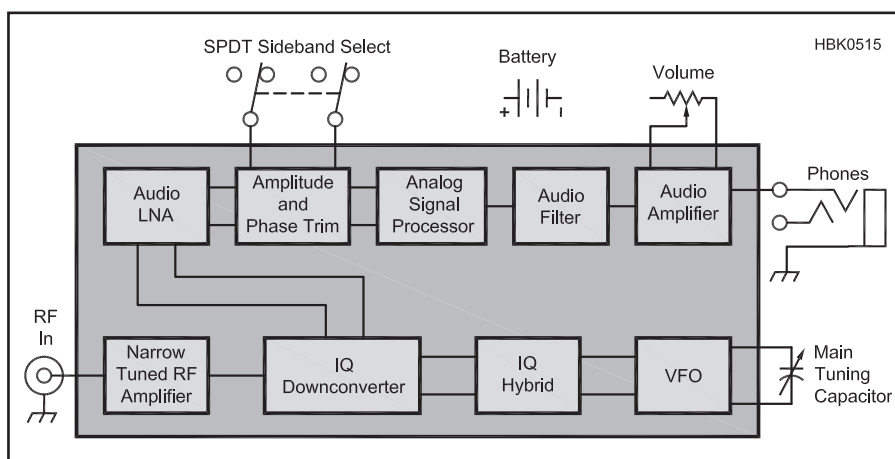 HBK0515
SPDT Sideband Select
Battery
+
-
Volume
Audio
LNA
Amplitude
and
Phase Trim
Analog
Signal
Processor
Audio
Filter
Audio
Amplifier
Phones
RF
In
Narrow
Tuned RF
Amplifier
IQ
Downconverter
IQ
Hybrid
VFO
Main
Tuning
Capacitor